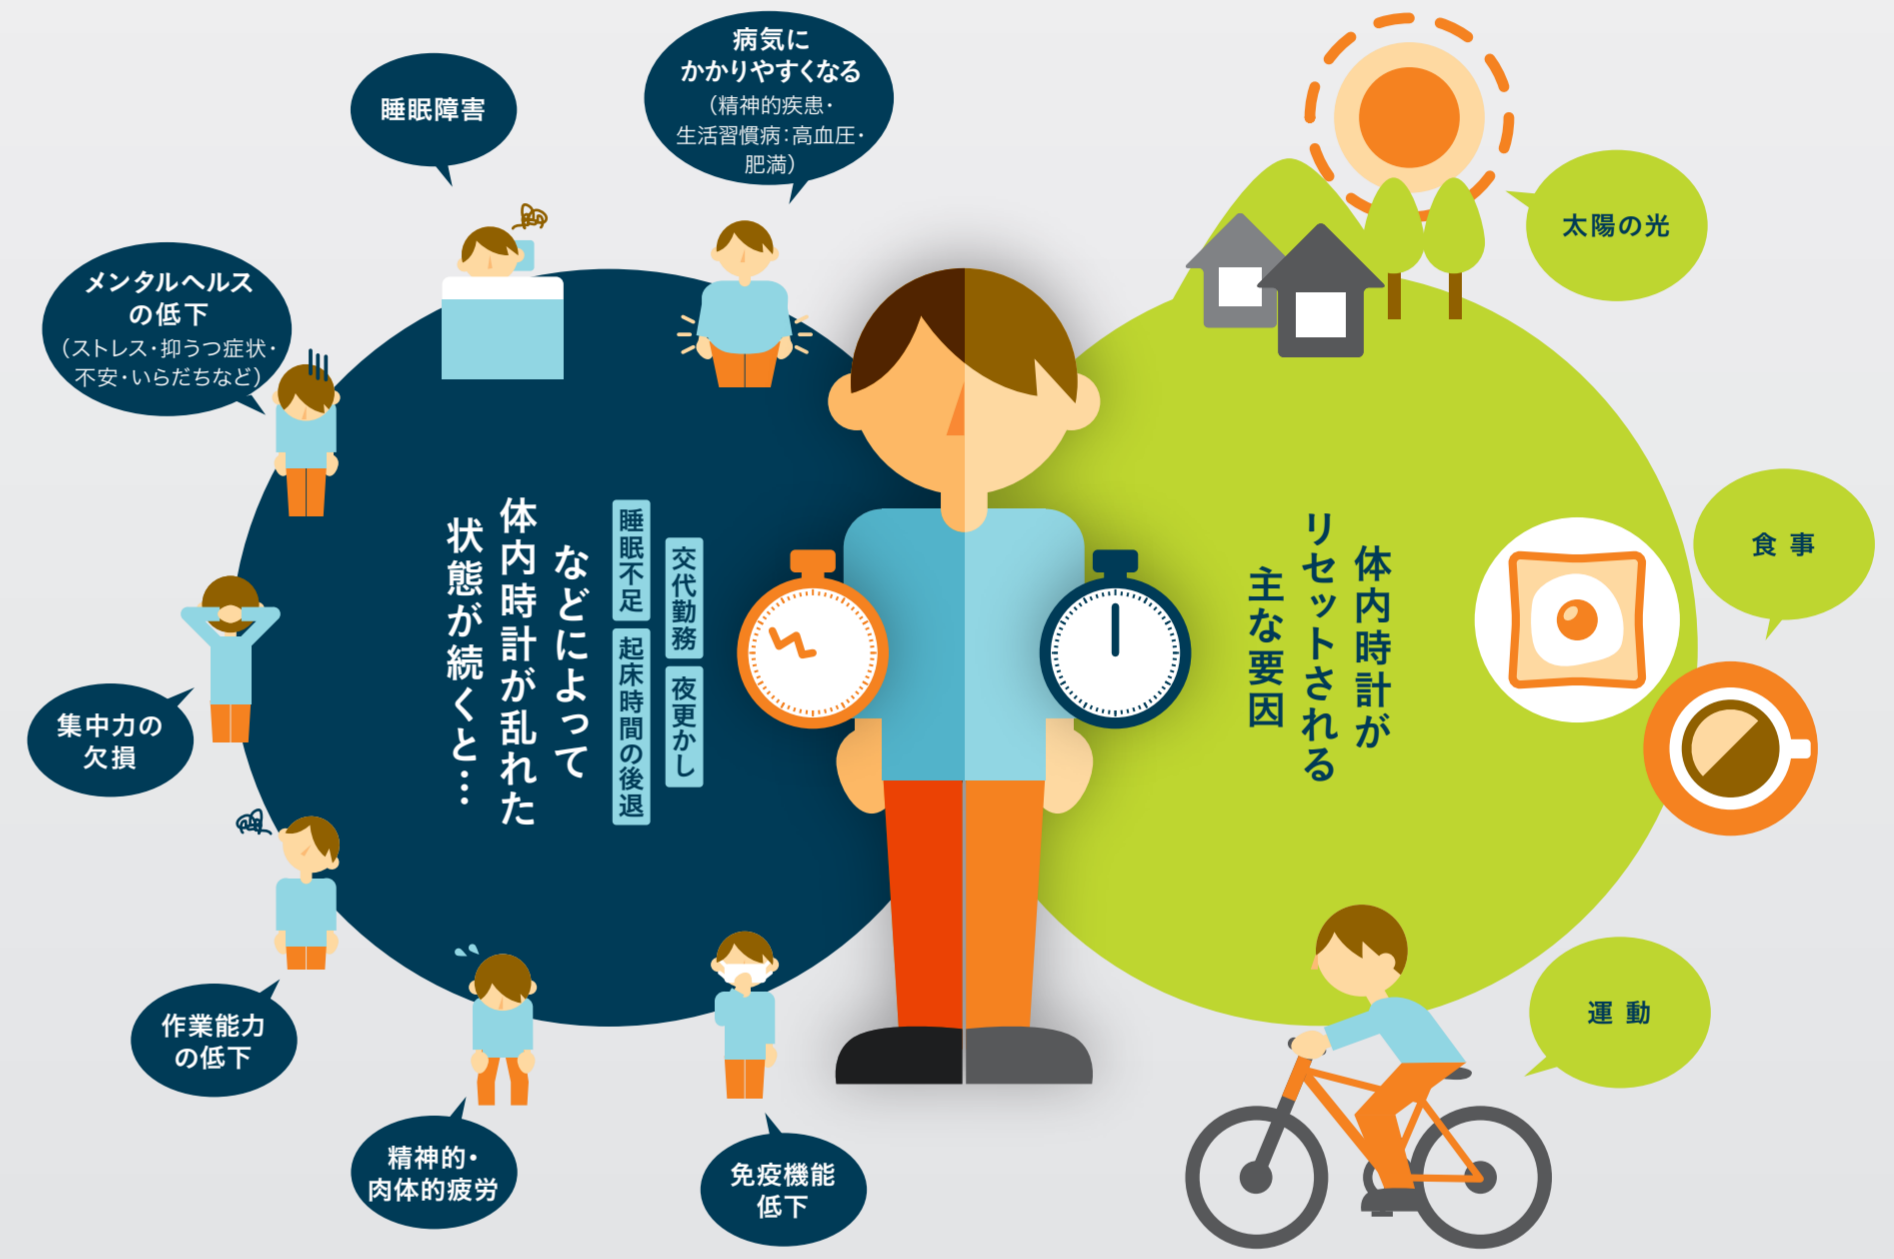 睡眠障害
病気に
かかりやすくなる
（精神的疾患・
生活習慣病：高血圧・
肥満）
メンタルヘルス
の低下
（ストレス・抑うつ症状・
不安・いらだちなど）
集中力の
欠損
作業能力
の低下
精神的・
肉体的疲労
免疫機能
低下
交代勤務
夜更かし
睡眠不足
起床時間の後退
などによって
体内時計が乱れた
状態が続くと…
体内時計が
リセットされる
主な要因
太陽の光
食事
運動